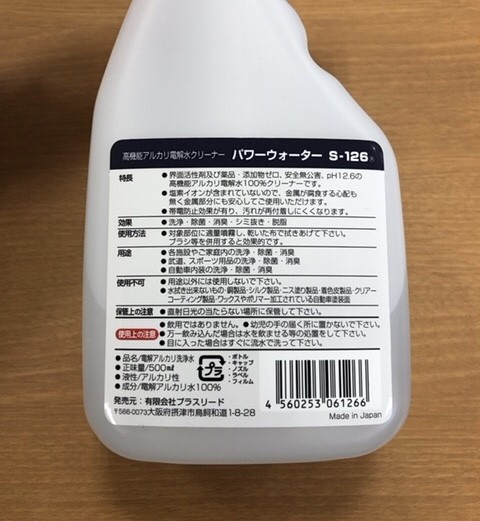 高機能アルカリ電解水クリーナー パワーウォーター S-126
特長
●界面活性剤及び薬品・添加物ゼロ、安全無公害、pH12.6の
高機能アルカリ電解水100%クリーナーです。
●塩素イオンが含まれていないので、金属が腐食する心配も
無く金属部分にも安心してご使用いただけます。
●帯電防止効果が有り、汚れが再付着しにくくなります。
効果
●洗浄・除菌・消臭・シミ抜き・脱脂
使用方法
●対象部位に適量噴霧し、乾いた布で拭きあげて下さい。
ブラシ等を併用すると効果的です。
用途
●各施設やご家庭内の洗浄・除菌・消臭
●武道、スポーツ用品の洗浄・除菌・消臭
●自動車内装の洗浄・除菌・消臭
使用不可
●用途以外には使用しないで下さい。
●水拭き出来ないもの・銅製品・シルク製品・ニス塗り製品・着色皮製品・クリアー
コーティング製品・ワックスやポリマー加工されている自動車塗装面
保管上の注意
●直射日光の当たらない場所に保管して下さい。
使用上の注意
●飲用ではありません。●幼児の手の届く所に置かないで下さい。
●万一飲み込んだ場合は水を飲ませる等の処置をして下さい。
●目に入った場合はすぐに流水で洗って下さい。
●品名/電解アルカリ洗浄水
●正味量/500mℓ
●液性/アルカリ性
●成分/電解アルカリ水100%
プラ
・ボトル
・キャップ
・ノズル
・ラベル
・フィルム
発売元:有限会社プラスリード
〒566-0073大阪府摂津市鳥飼和道1-8-28
4 560253 061266
Made in Japan